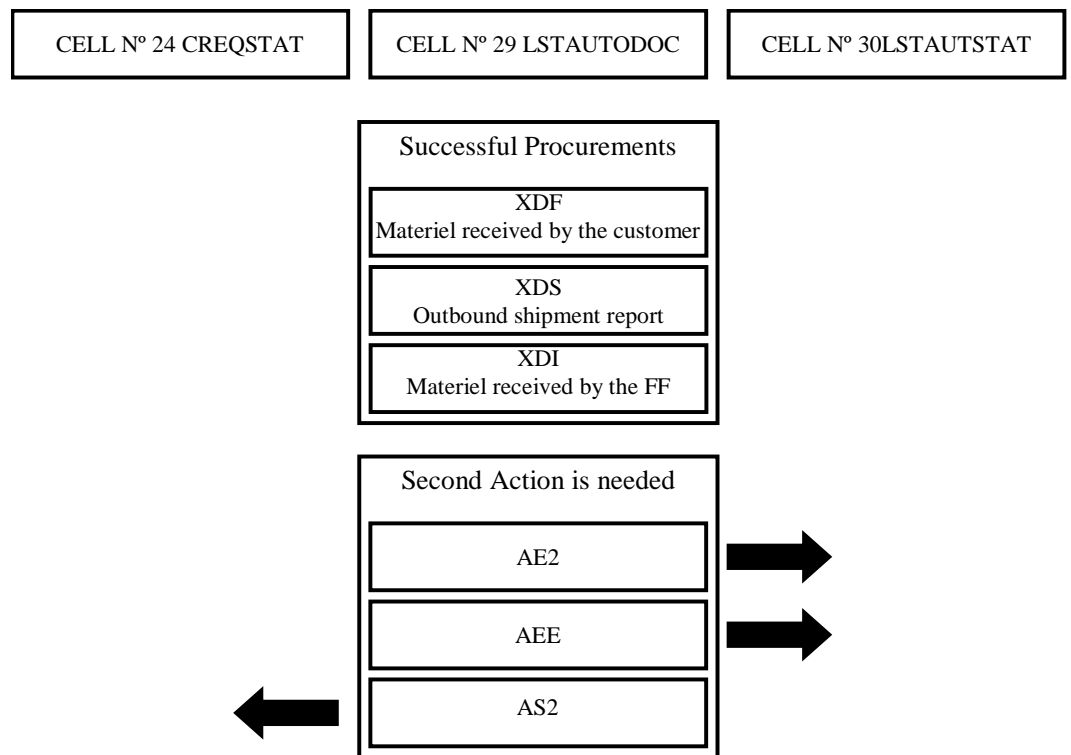 CELL Nº 24 CREQSTAT
CELL Nº 29 LSTAUTODOC
CELL Nº 30LSTAUTSTAT
Successful Procurements
XDF
Materiel received by the customer
XDS
Outbound shipment report
XDI
Materiel received by the FF
Second Action is needed
AE2
AEE
AS2